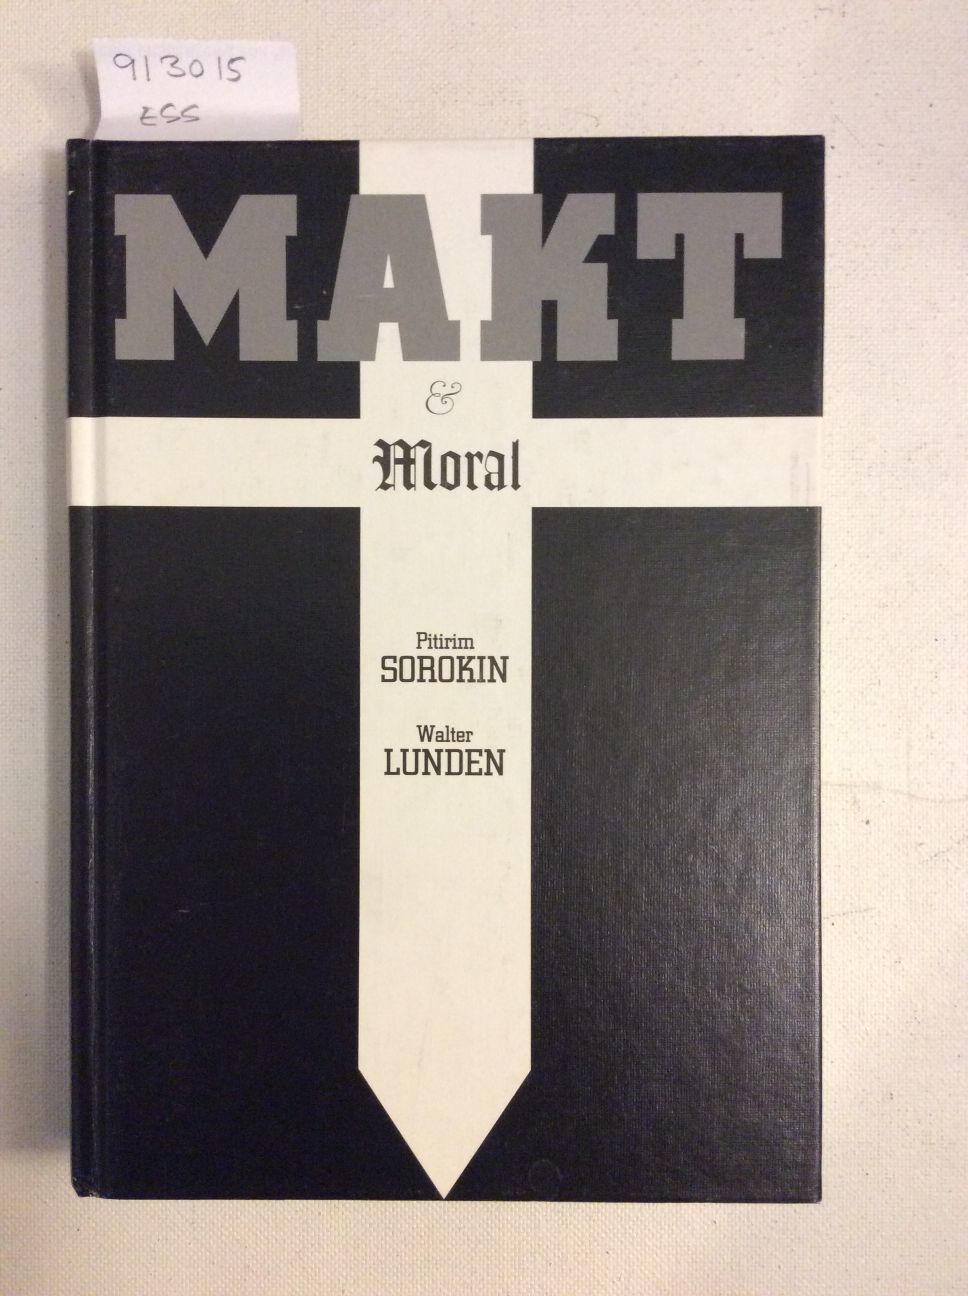 913015
ESS
MAKT
&
Moral
Pitirim
SOROKIN
Walter
LUNDEN